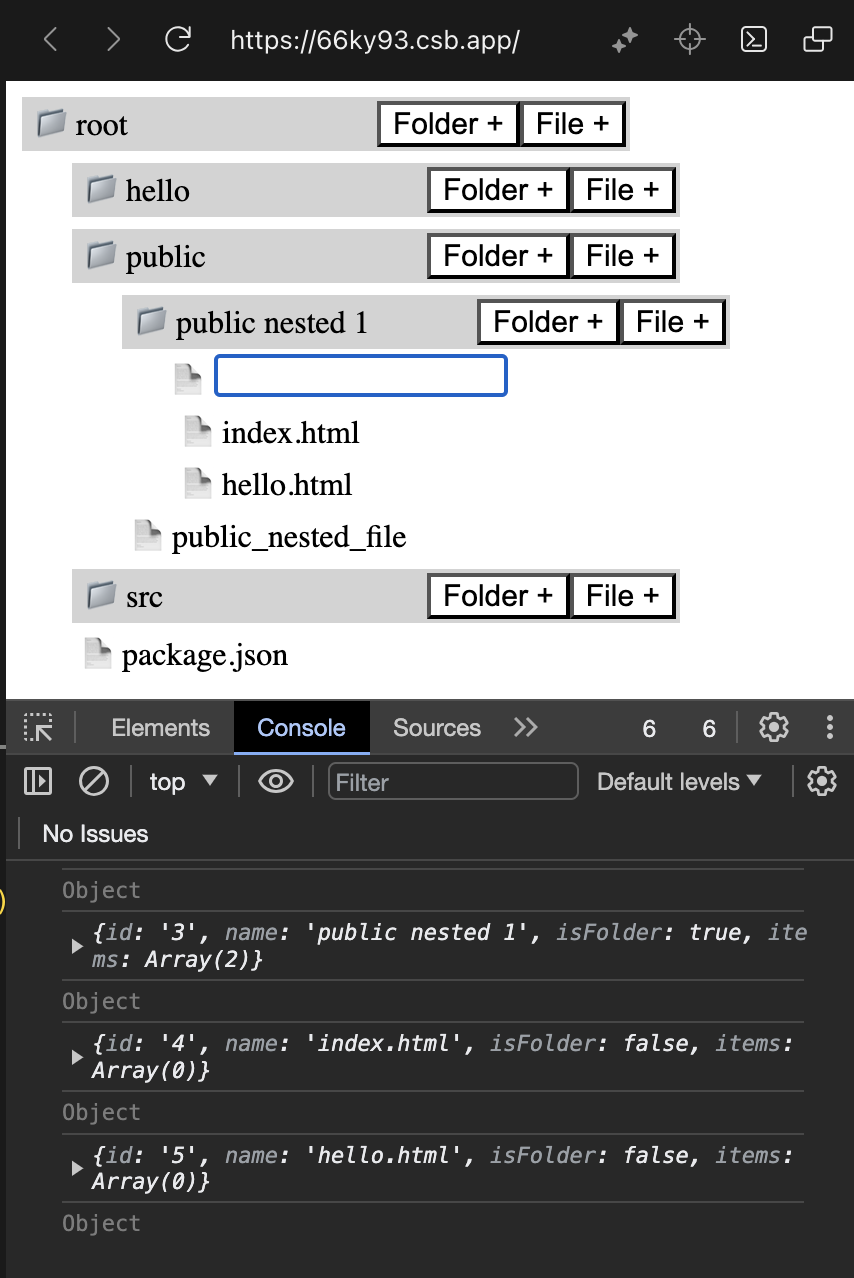 https://66ky93.csb.app/
root Folder + File +
hello Folder + File +
public Folder + File +
public nested 1 Folder + File +
index.html
hello.html
public_nested_file
src Folder + File +
package.json
Elements Console Sources 6 6
top Filter Default levels
No Issues
Object
{id: '3', name: 'public nested 1', isFolder: true, ite
ms: Array(2)}
Object
{id: '4', name: 'index.html', isFolder: false, items:
Array(0)}
Object
{id: '5', name: 'hello.html', isFolder: false, items:
Array(0)}
Object